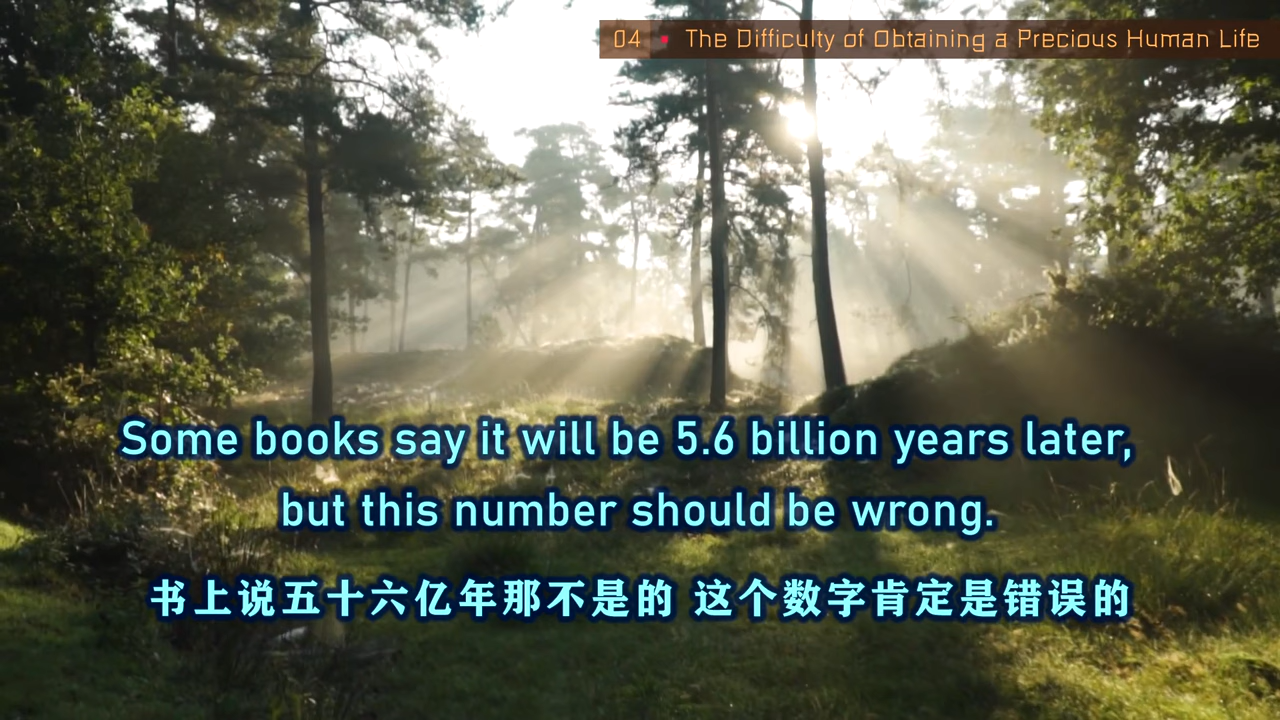 04 • The Difficulty of Obtaining a Precious Human Life
Some books say it will be 5.6 billion years later,
but this number should be wrong.
书上说五十六亿年那不是的 这个数字肯定是错误的